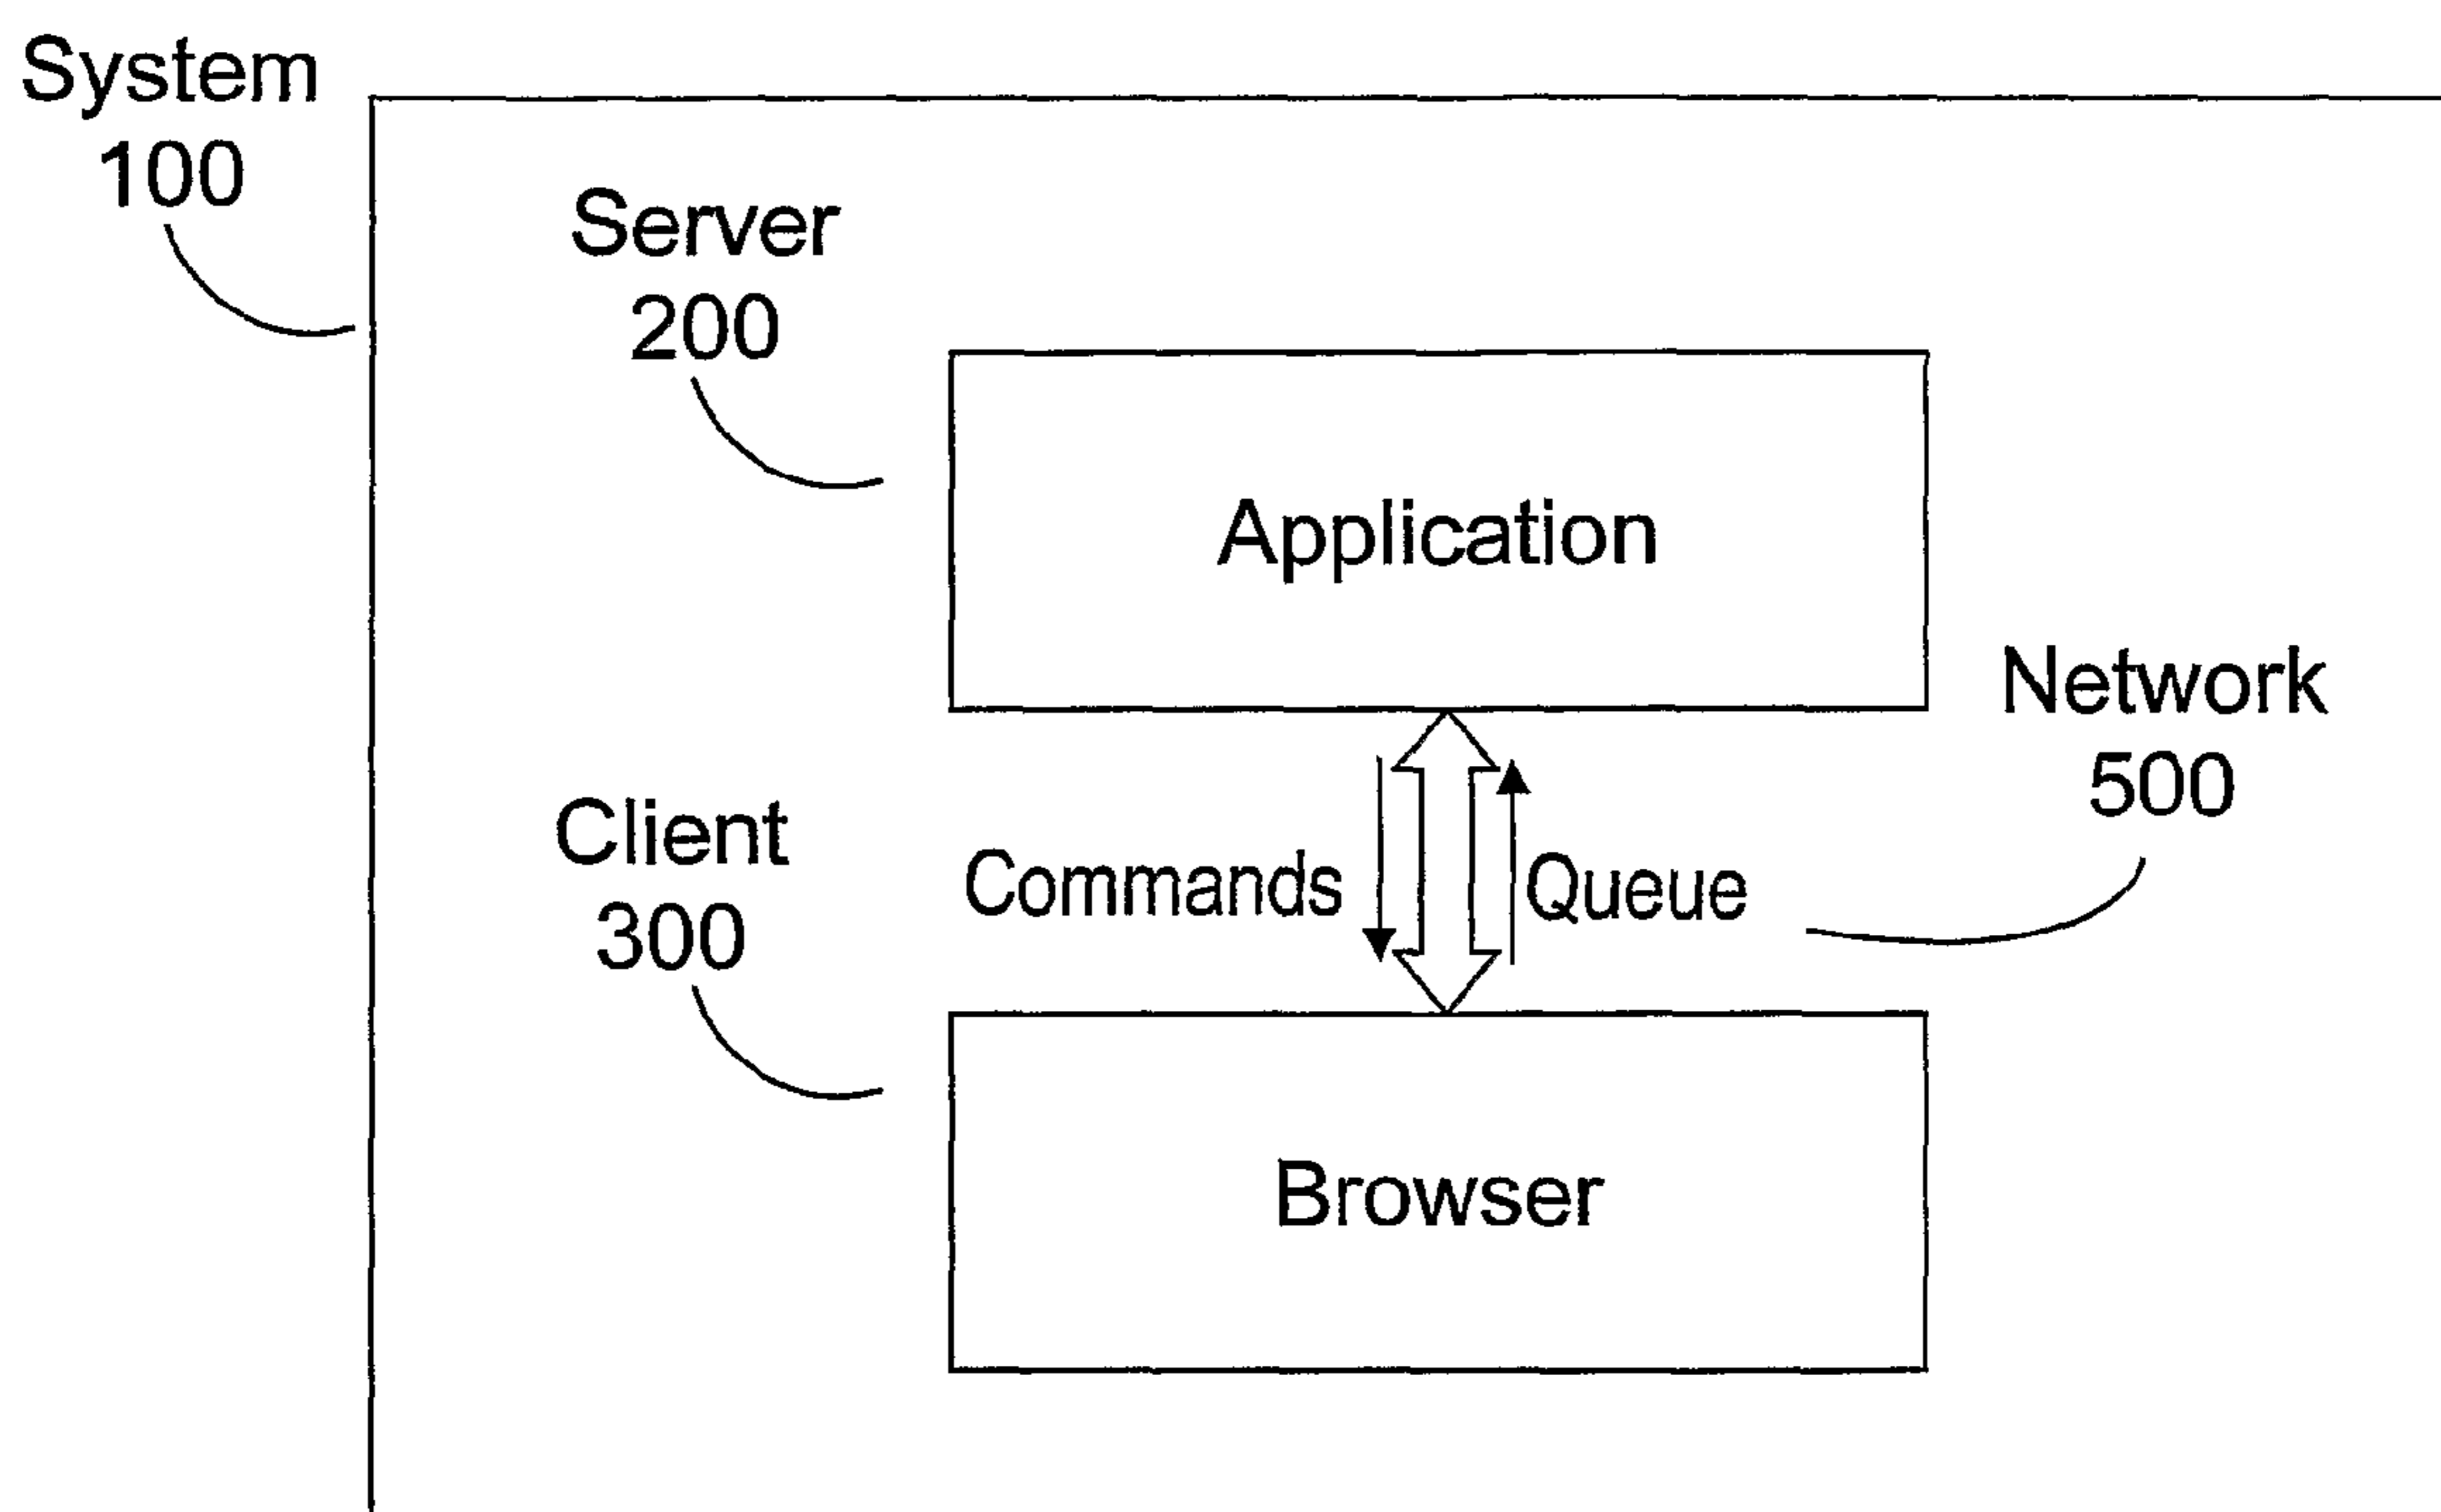 System
100
Server
200
Application
Network
500
Client
300
Commands
Queue
Browser